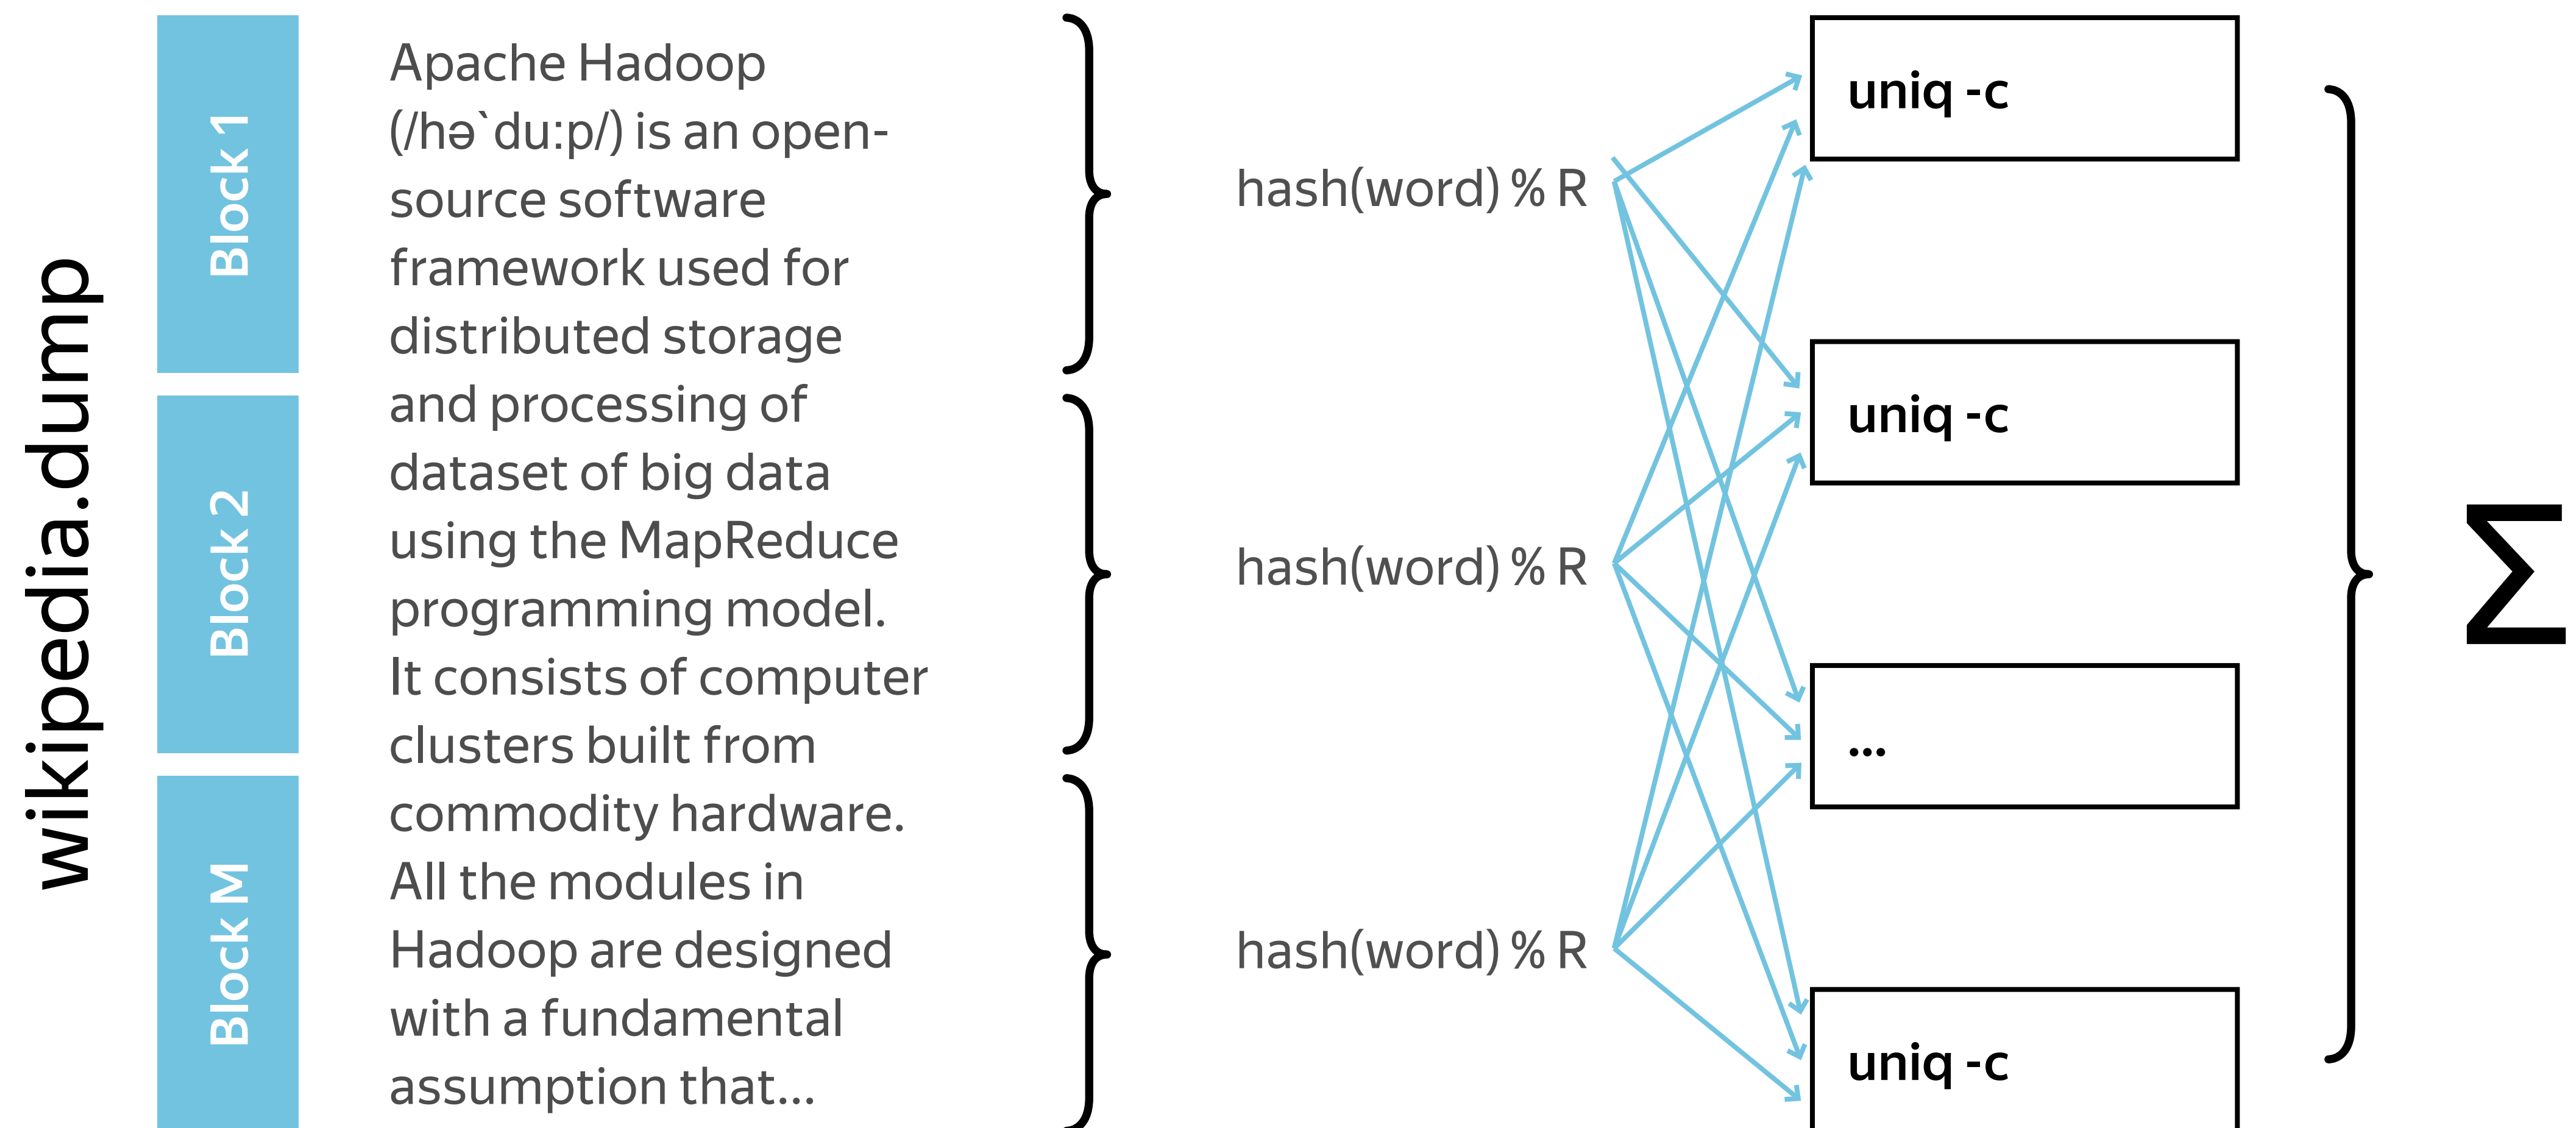 wikipedia.dump
Block 1
Block 2
Block M
Apache Hadoop
(/hə`du:p/) is an open-
source software
framework used for
distributed storage
and processing of
dataset of big data
using the MapReduce
programming model.
It consists of computer
clusters built from
commodity hardware.
All the modules in
Hadoop are designed
with a fundamental
assumption that...
hash(word) % R
hash(word) % R
hash(word) % R
uniq -c
uniq -c
...
uniq -c
Σ